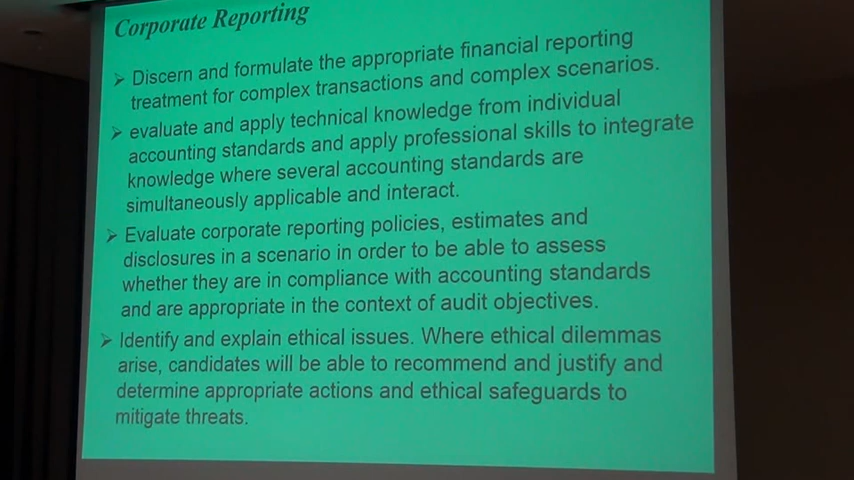 Corporate Reporting
➢ Discern and formulate the appropriate financial reporting
treatment for complex transactions and complex scenarios.
➢ evaluate and apply technical knowledge from individual
accounting standards and apply professional skills to integrate
knowledge where several accounting standards are
simultaneously applicable and interact.
➢ Evaluate corporate reporting policies, estimates and
disclosures in a scenario in order to be able to assess
whether they are in compliance with accounting standards
and are appropriate in the context of audit objectives.
➢ Identify and explain ethical issues. Where ethical dilemmas
arise, candidates will be able to recommend and justify and
determine appropriate actions and ethical safeguards to
mitigate threats.